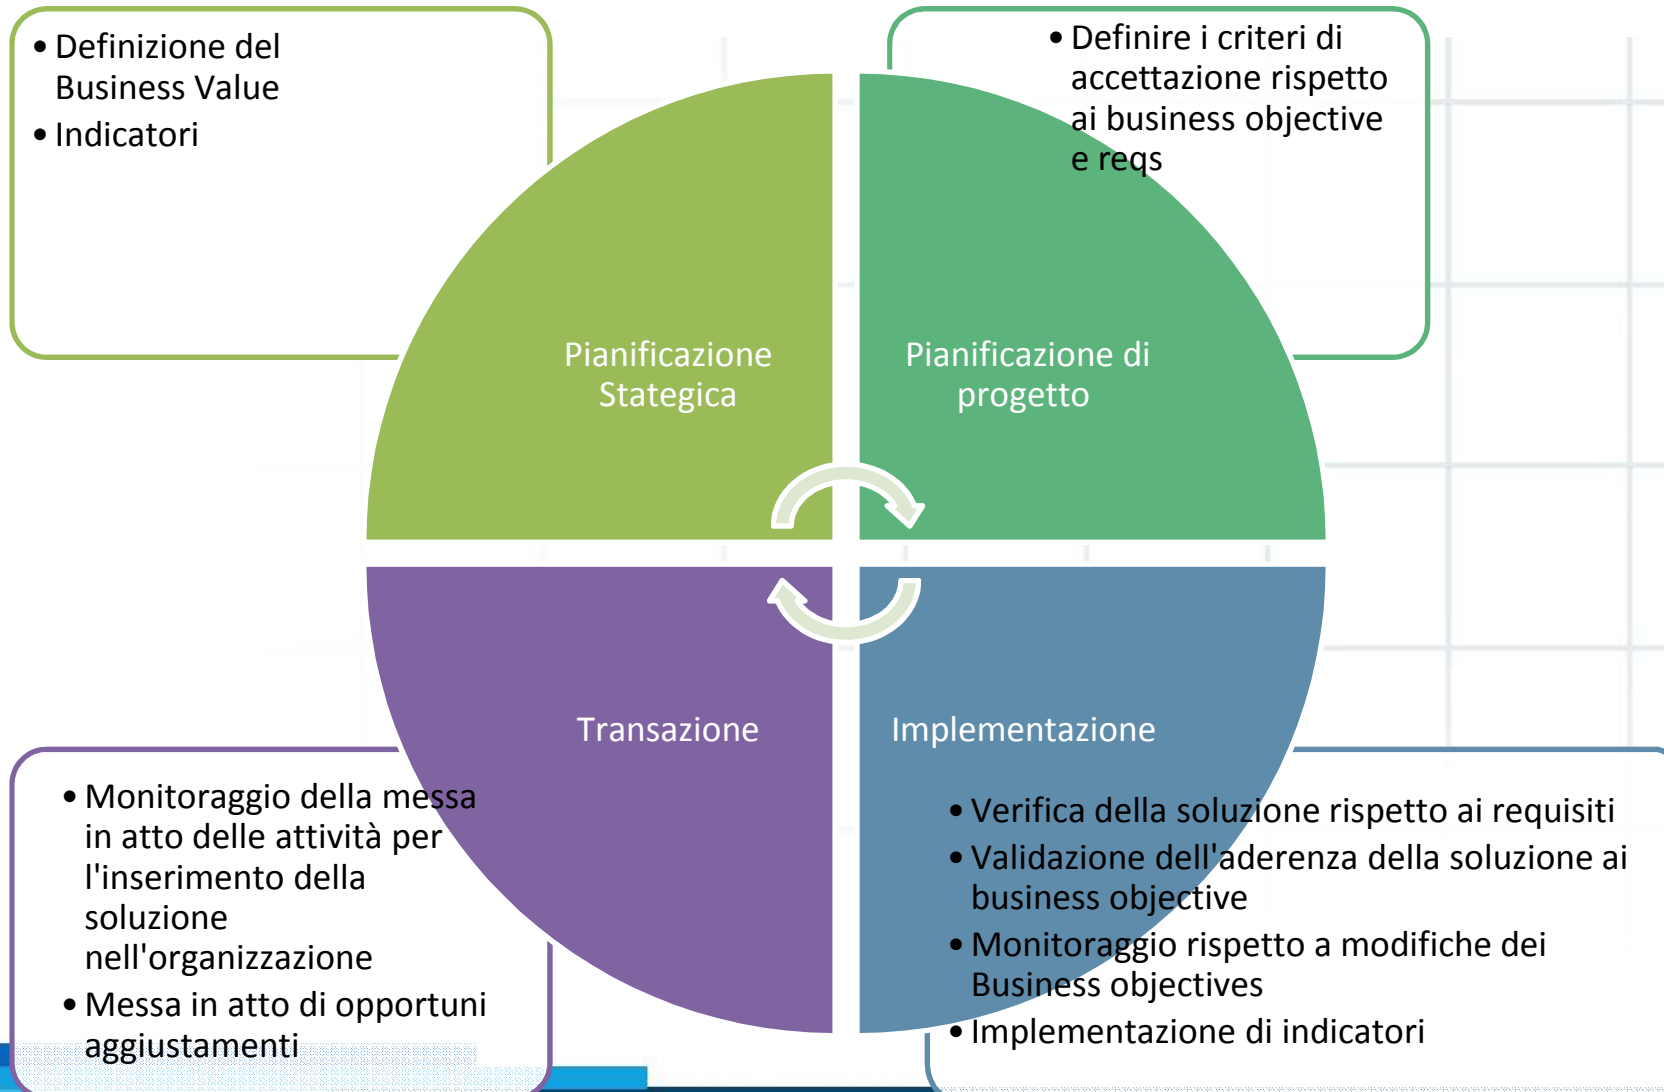 • Definizione del
Business Value
• Indicatori
• Definire i criteri di
accettazione rispetto
ai business objective
e reqs
Pianificazione
Stategica
Pianificazione di
progetto
Transazione
Implementazione
• Monitoraggio della messa
in atto delle attività per
l'inserimento della
soluzione
nell'organizzazione
• Messa in atto di opportuni
aggiustamenti
• Verifica della soluzione rispetto ai requisiti
• Validazione dell'aderenza della soluzione ai
business objective
• Monitoraggio rispetto a modifiche dei
Business objectives
• Implementazione di indicatori